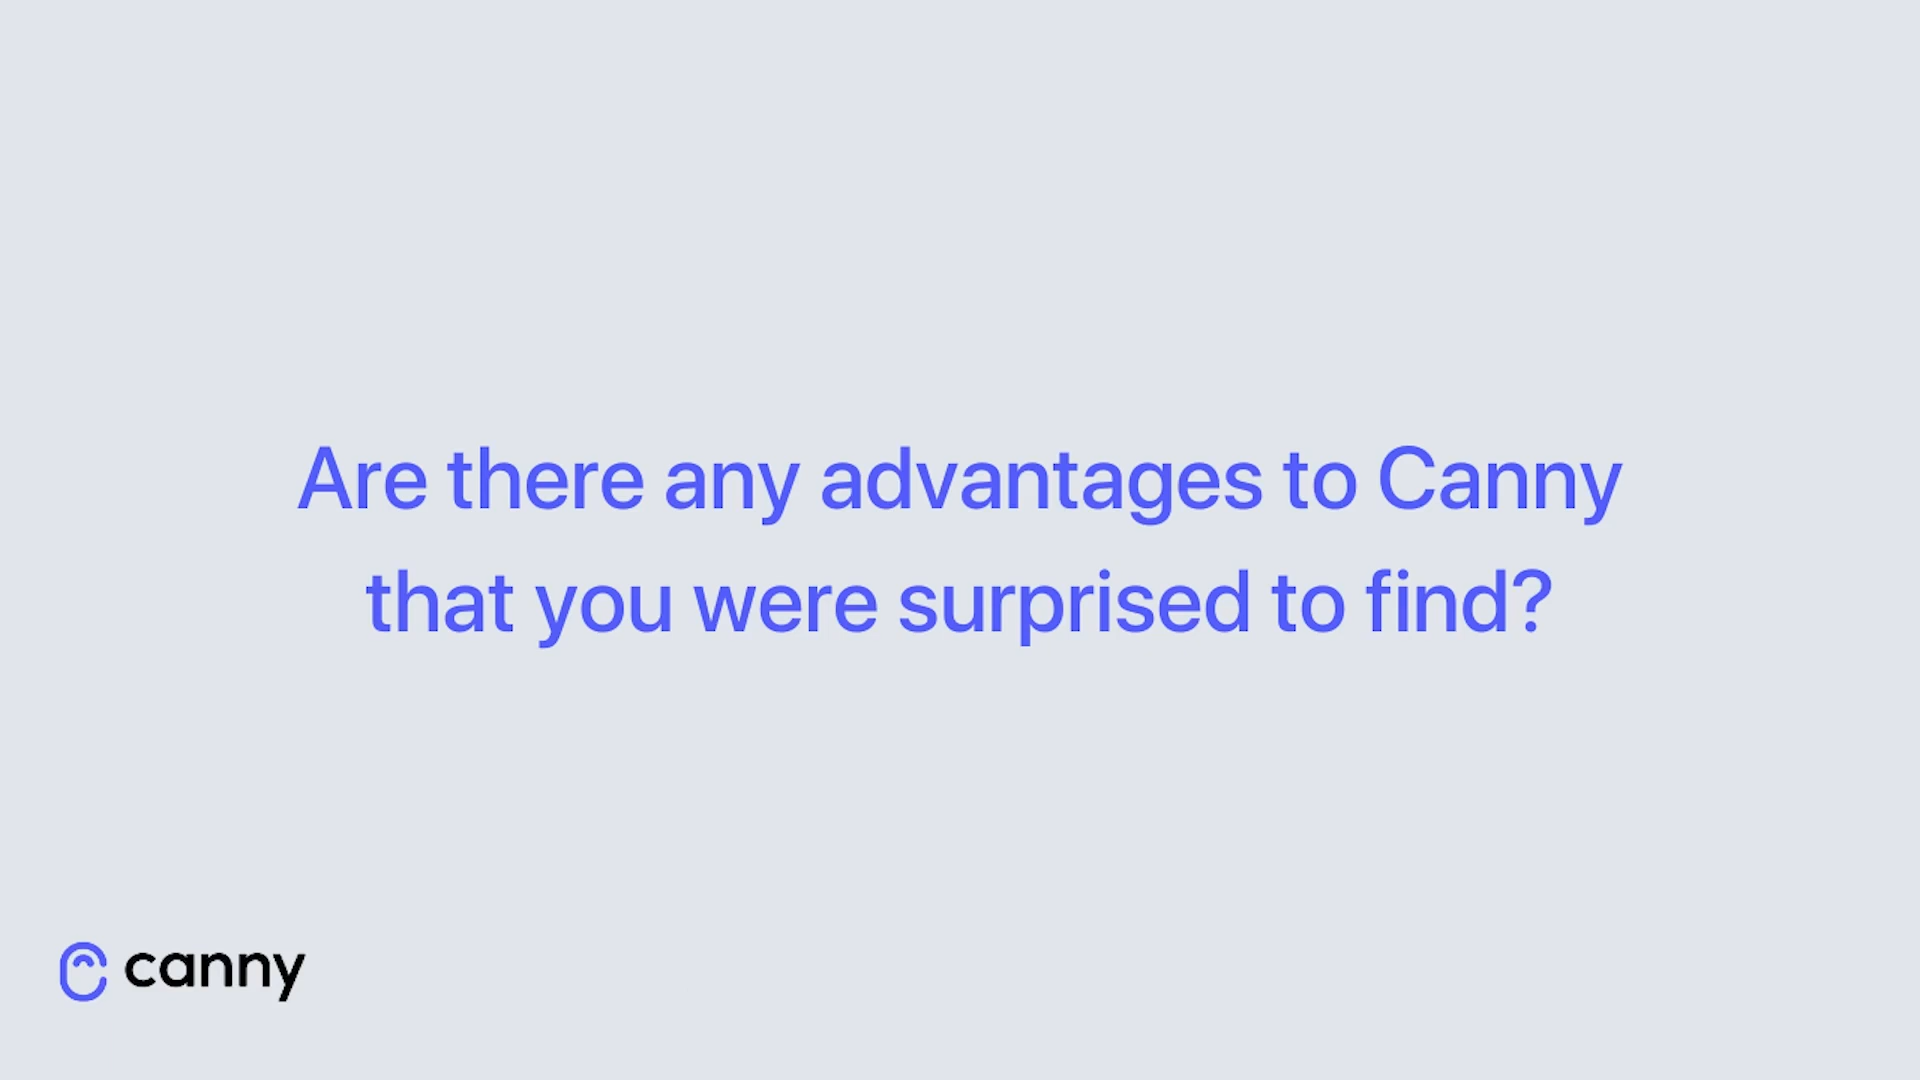 Are there any advantages to Canny
that you were surprised to find?
canny